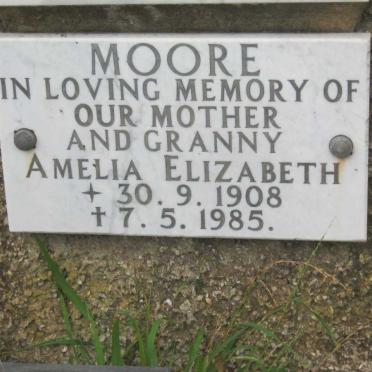 MOORE
IN LOVING MEMORY OF
OUR MOTHER
AND GRANNY
AMELIA ELIZABETH
+ 30. 9. 1908
† 7. 5. 1985.